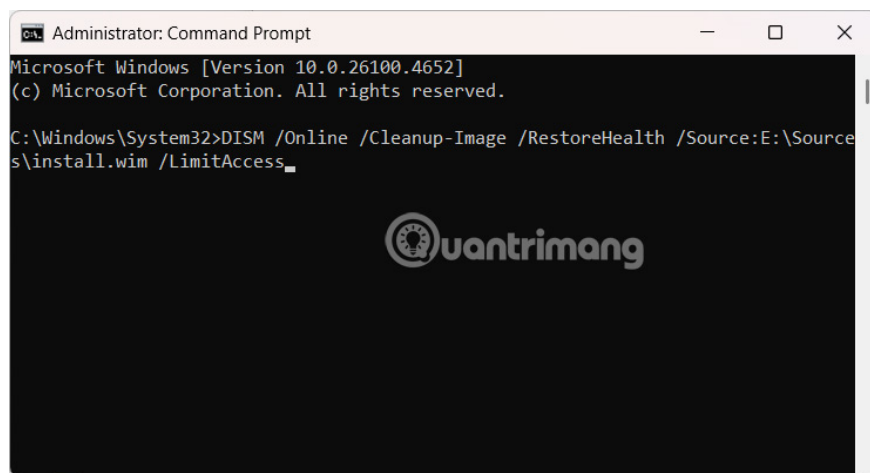 Administrator: Command Prompt
Microsoft Windows [Version 10.0.26100.4652]
(c) Microsoft Corporation. All rights reserved.
C:\Windows\System32>DISM /Online /Cleanup-Image /RestoreHealth /Source:E:\Source
s\install.wim /LimitAccess
Quantrimang